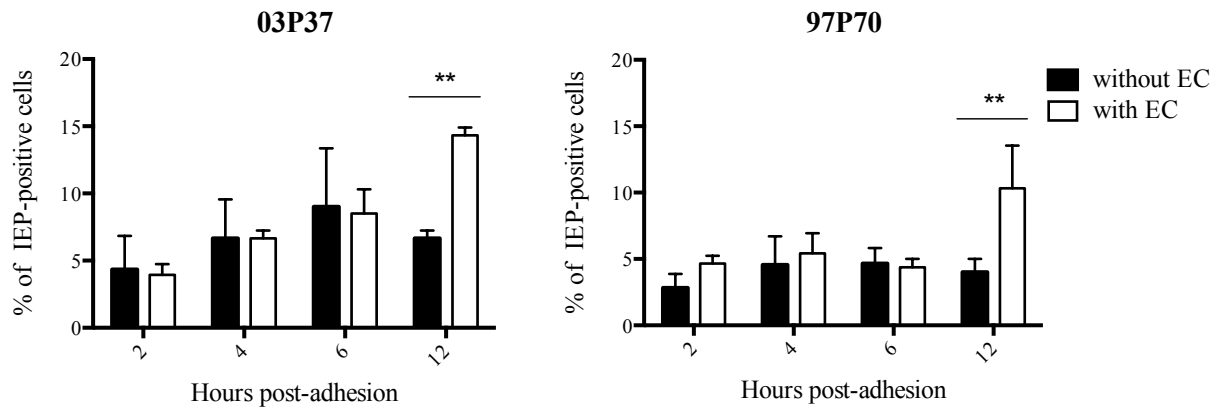 03P37
% of IEP-positive cells
20
15
10
5
0
**
2
4
6
12
Hours post-adhesion
97P70
% of IEP-positive cells
20
15
10
5
0
**
2
4
6
12
Hours post-adhesion
without EC
with EC